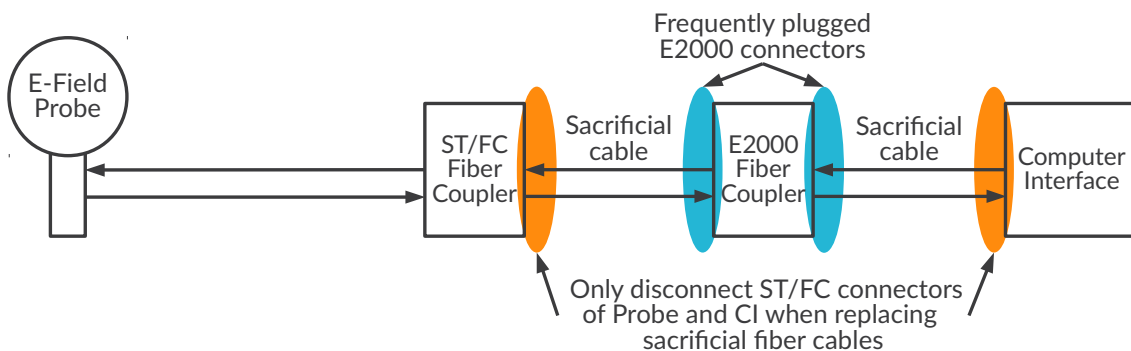 Frequently plugged
E2000 connectors
E-Field
Probe
ST/FC
Fiber
Coupler
Sacrificial
cable
E2000
Fiber
Coupler
Sacrificial
cable
Computer
Interface
Only disconnect ST/FC connectors
of Probe and CI when replacing
sacrificial fiber cables